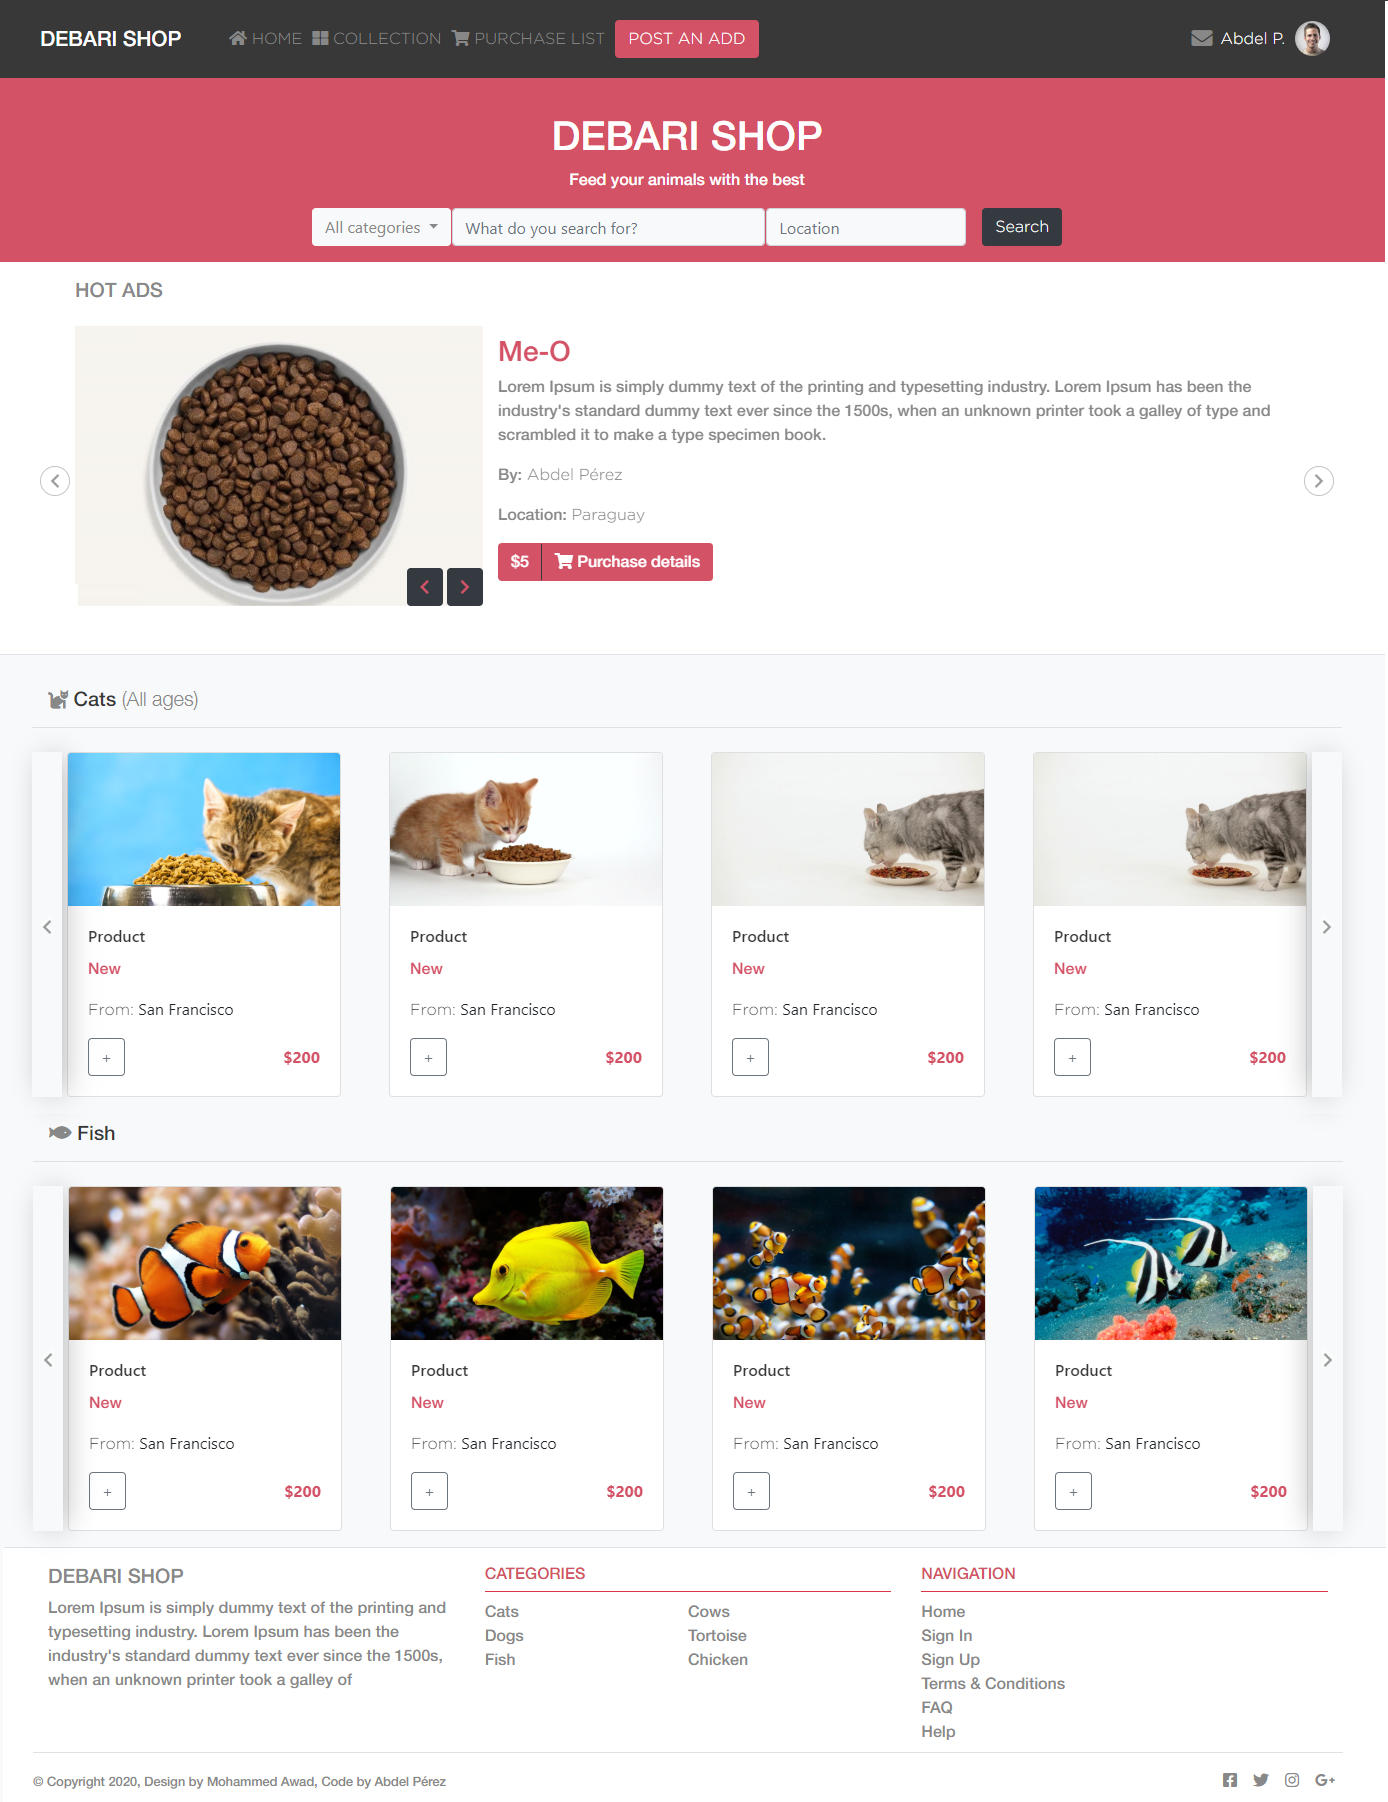 DEBARI SHOP HOME COLLECTION PURCHASE LIST POST AN ADD Abdel P.
DEBARI SHOP
Feed your animals with the best
All categories What do you search for? Location Search
HOT ADS
Me-O
Lorem Ipsum is simply dummy text of the printing and typesetting industry. Lorem Ipsum has been the
industry's standard dummy text ever since the 1500s, when an unknown printer took a galley of type and
scrambled it to make a type specimen book.
By: Abdel Pérez
Location: Paraguay
$5 Purchase details
Cats (All ages)
Product Product Product Product
New New New New
From: San Francisco From: San Francisco From: San Francisco From: San Francisco
+ $200 + $200 + $200 + $200
Fish
Product Product Product Product
New New New New
From: San Francisco From: San Francisco From: San Francisco From: San Francisco
+ $200 + $200 + $200 + $200
DEBARI SHOP
Lorem Ipsum is simply dummy text of the printing and
typesetting industry. Lorem Ipsum has been the
industry's standard dummy text ever since the 1500s,
when an unknown printer took a galley of
CATEGORIES
Cats Cows
Dogs Tortoise
Fish Chicken
NAVIGATION
Home
Sign In
Sign Up
Terms & Conditions
FAQ
Help
© Copyright 2020, Design by Mohammed Awad, Code by Abdel Pérez G+